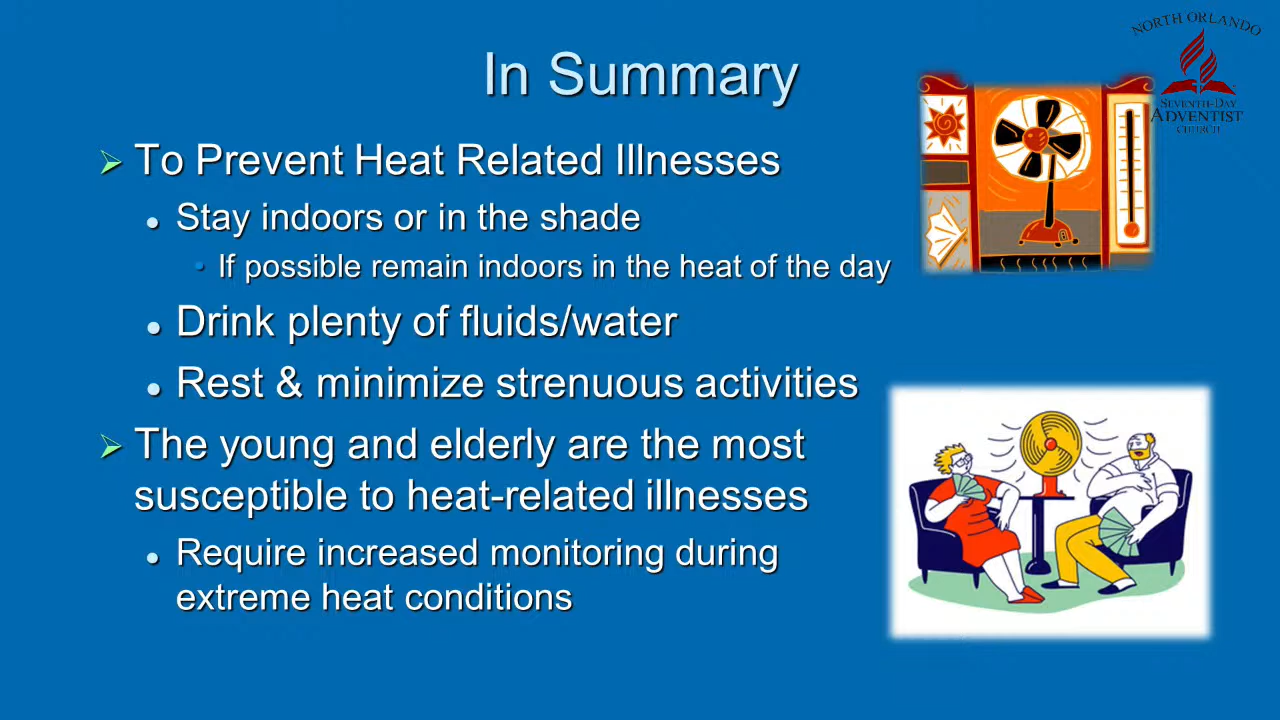 NORTH ORLANDO
SEVENTH-DAY
ADVENTIST
CHURCH
In Summary
To Prevent Heat Related Illnesses
Stay indoors or in the shade
If possible remain indoors in the heat of the day
Drink plenty of fluids/water
Rest & minimize strenuous activities
The young and elderly are the most
susceptible to heat-related illnesses
Require increased monitoring during
extreme heat conditions